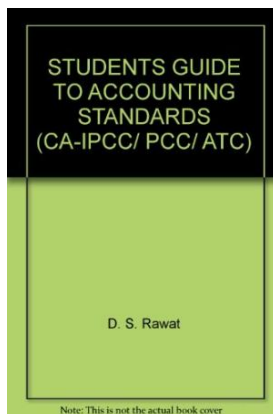 STUDENTS GUIDE
TO ACCOUNTING
STANDARDS
(CA-IPCC/ PCC/ ATC)
D. S. Rawat
Note: This is not the actual book cover